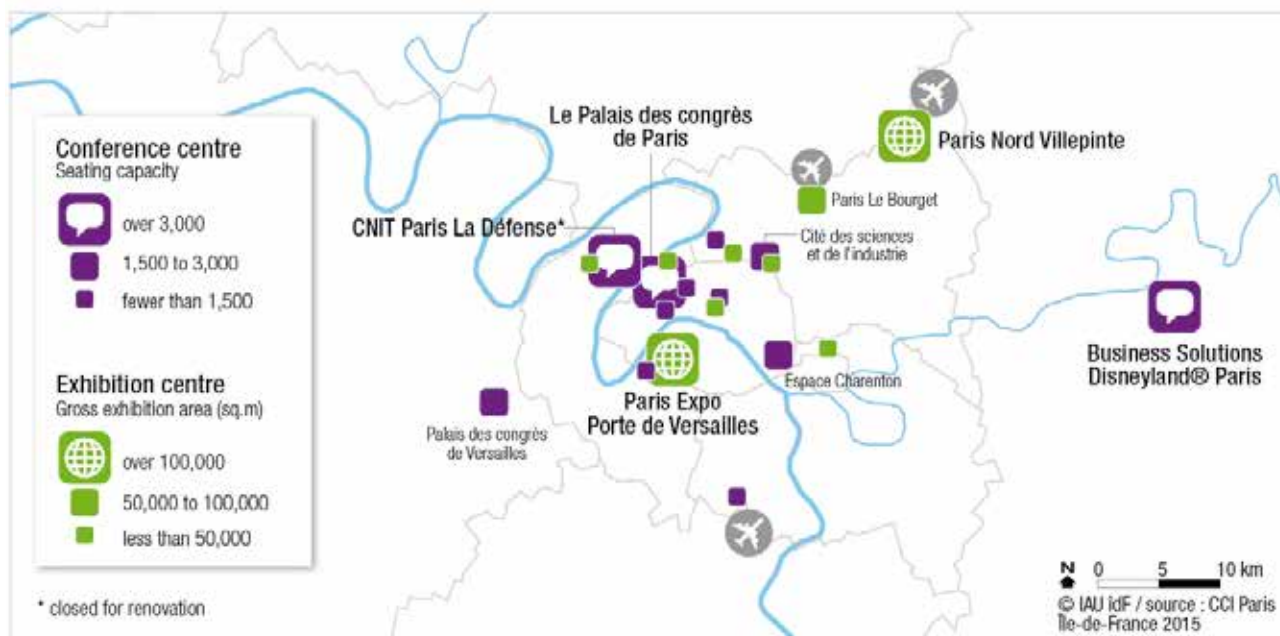 Conference centre
Seating capacity
over 3,000
1,500 to 3,000
fewer than 1,500
Exhibition centre
Gross exhibition area (sq.m)
over 100,000
50,000 to 100,000
less than 50,000
* closed for renovation
Le Palais des congrès
de Paris
CNIT Paris La Défense*
Paris Nord Villepinte
Paris Le Bourget
Cité des sciences
et de l'industrie
Business Solutions
Disneyland® Paris
Espace Charenton
Paris Expo
Porte de Versailles
Palais des congrès
de Versailles
N 0 5 10 km
© IAU îdF / source : CCI Paris
Île-de-France 2015